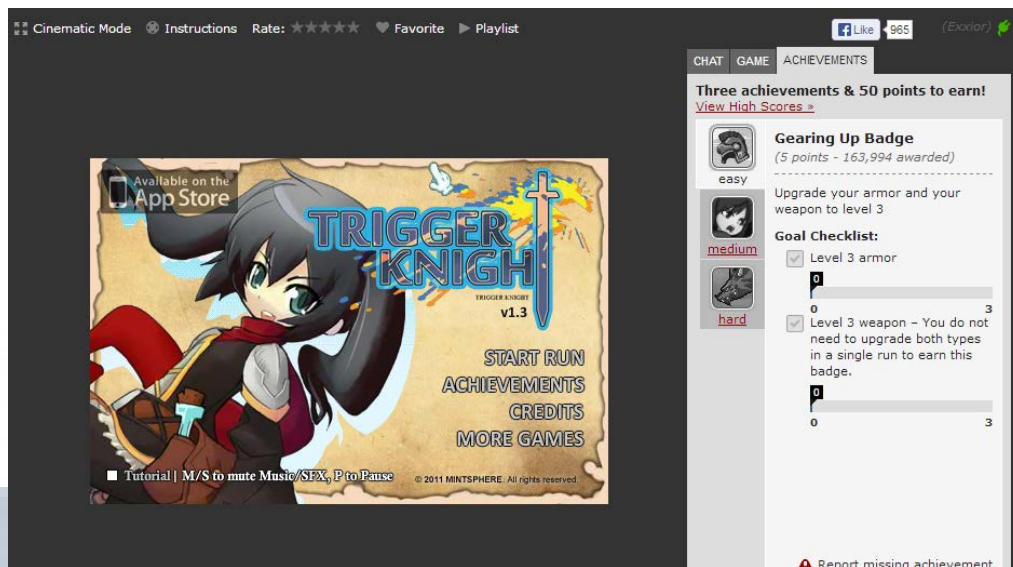 Cinematic Mode Instructions Rate: Favorite Playlist
Like 965 (Exxior)
CHAT GAME ACHIEVEMENTS
Three achievements & 50 points to earn!
View High Scores »
Gearing Up Badge
(5 points - 163,994 awarded)
easy
Upgrade your armor and your
weapon to level 3
medium
Goal Checklist:
Level 3 armor
0
0 3
hard
Level 3 weapon – You do not
need to upgrade both types
in a single run to earn this
badge.
0
0 3
Report missing achievement
Available on the
App Store
TRIGGER
KNIGHT
TRIGGER KNIGHT
v1.3
START RUN
ACHIEVEMENTS
CREDITS
MORE GAMES
Tutorial | M/S to mute Music/SFX, P to Pause
© 2011 MINTSPHERE. All rights reserved.